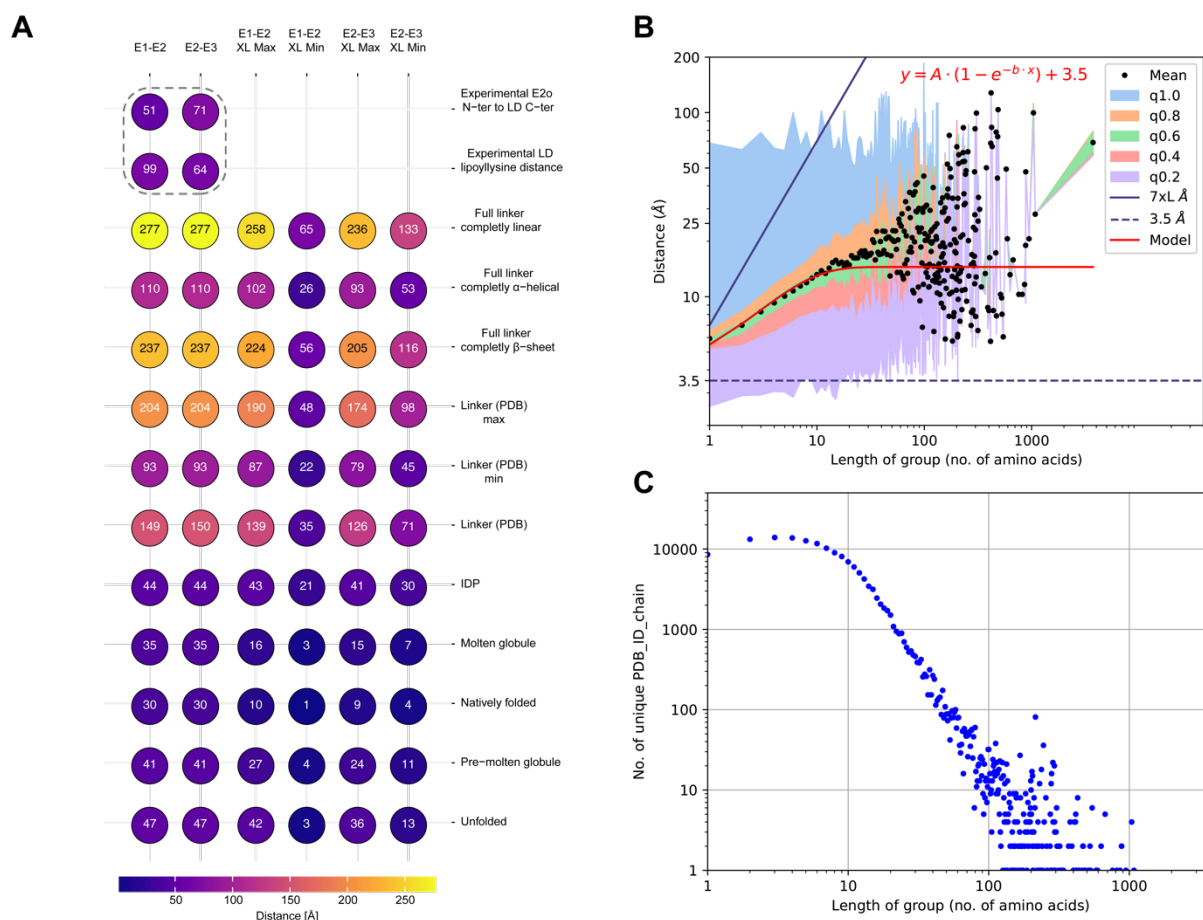 A
E1-E2 E2-E3 E1-E2 XL Max E1-E2 XL Min E2-E3 XL Max E2-E3 XL Min
51 71 Experimental E2o N-ter to LD C-ter
99 64 Experimental LD lipoyllysine distance
277 277 258 65 236 133 Full linker completly linear
110 110 102 26 93 53 Full linker completly α-helical
237 237 224 56 205 116 Full linker completly β-sheet
204 204 190 48 174 98 Linker (PDB) max
93 93 87 22 79 45 Linker (PDB) min
149 150 139 35 126 71 Linker (PDB)
44 44 43 21 41 30 IDP
35 35 16 3 15 7 Molten globule
30 30 10 1 9 4 Natively folded
41 41 27 4 24 11 Pre-molten globule
47 47 42 3 36 13 Unfolded
50 100 150 200 250
Distance [Å]
B
y = A · (1 − e^{−b · x}) + 3.5
Mean
q1.0
q0.8
q0.6
q0.4
q0.2
7xL Å
3.5 Å
Model
Distance (Å)
200
100
50
25
10
3.5
1 10 100 1000
Length of group (no. of amino acids)
C
No. of unique PDB_ID_chain
10000
1000
100
10
1
1 10 100 1000
Length of group (no. of amino acids)